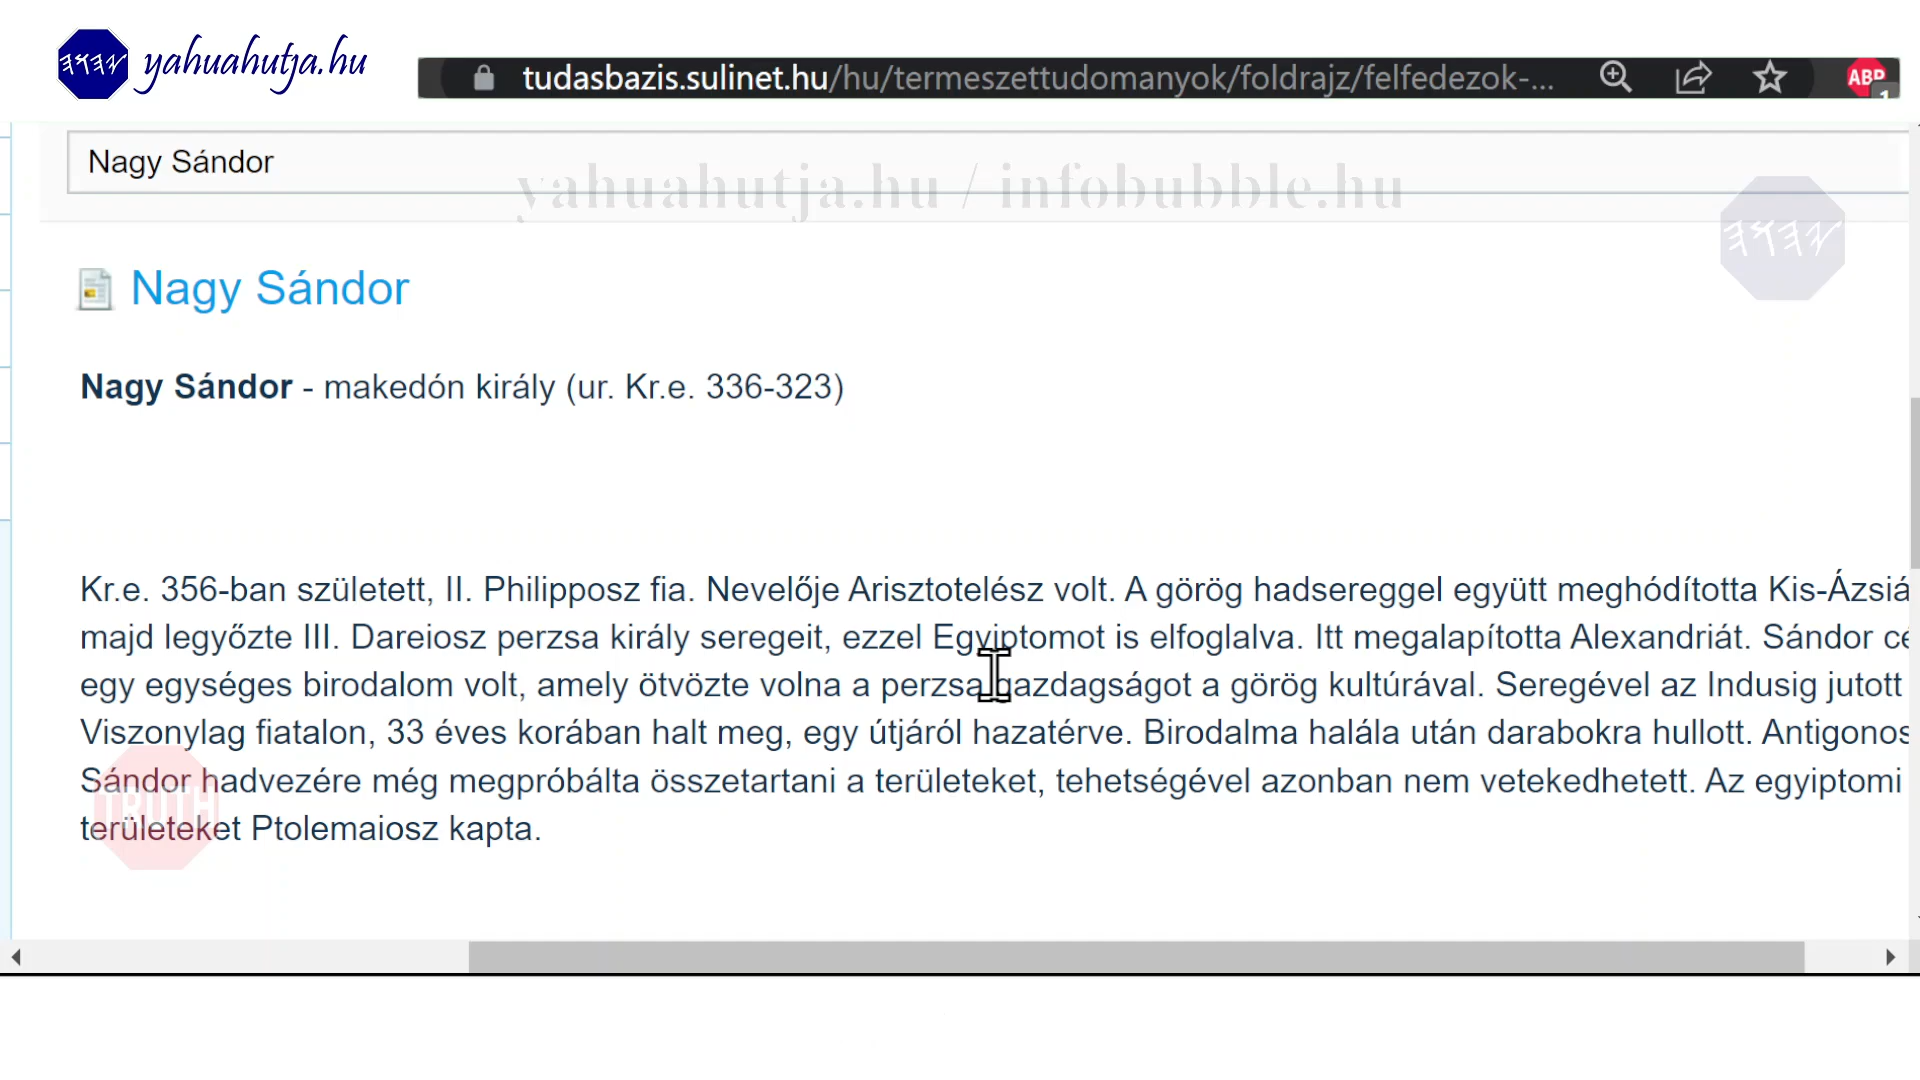 yahuahutja.hu
tudasbazis.sulinet.hu/hu/termeszettudomanyok/foldrajz/felfedezok-...
ABP
1
Nagy Sándor
yahuahutja.hu / infobubble.hu
Nagy Sándor
Nagy Sándor - makedón király (ur. Kr.e. 336-323)
Kr.e. 356-ban született, II. Philipposz fia. Nevelője Arisztotelész volt. A görög hadsereggel együtt meghódította Kis-Ázsiá
majd legyőzte III. Dareiosz perzsa király seregeit, ezzel Egyiptomot is elfoglalva. Itt megalapította Alexandriát. Sándor cé
egy egységes birodalom volt, amely ötvözte volna a perzsa gazdagságot a görög kultúrával. Seregével az Indusig jutott
Viszonylag fiatalon, 33 éves korában halt meg, egy útjáról hazatérve. Birodalma halála után darabokra hullott. Antigonos
Sándor hadvezére még megpróbálta összetartani a területeket, tehetségével azonban nem vetekedhetett. Az egyiptomi
területeket Ptolemaiosz kapta.
TRUTH